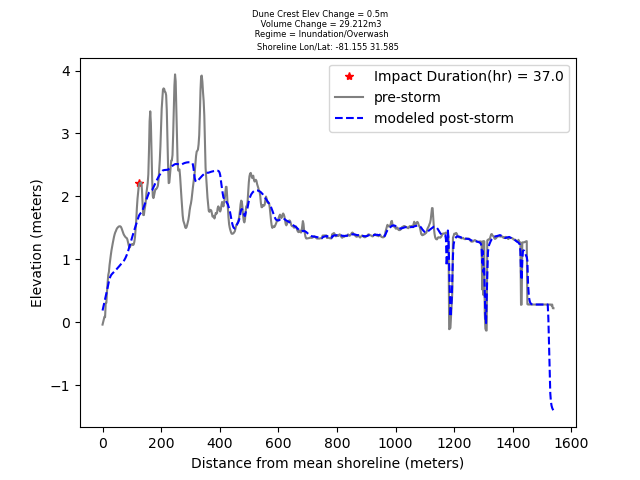 Dune Crest Elev Change = 0.5m
Volume Change = 29.212m3
Regime = Inundation/Overwash
Shoreline Lon/Lat: -81.155 31.585
Impact Duration(hr) = 37.0
pre-storm
modeled post-storm
Elevation (meters)
4
3
2
1
0
−1
0 200 400 600 800 1000 1200 1400 1600
Distance from mean shoreline (meters)